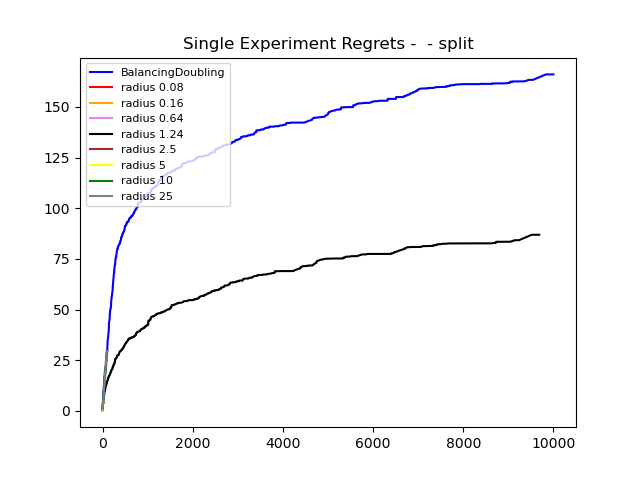 Single Experiment Regrets -  - split
BalancingDoubling
radius 0.08
radius 0.16
radius 0.64
radius 1.24
radius 2.5
radius 5
radius 10
radius 25
150
125
100
75
50
25
0
0 2000 4000 6000 8000 10000